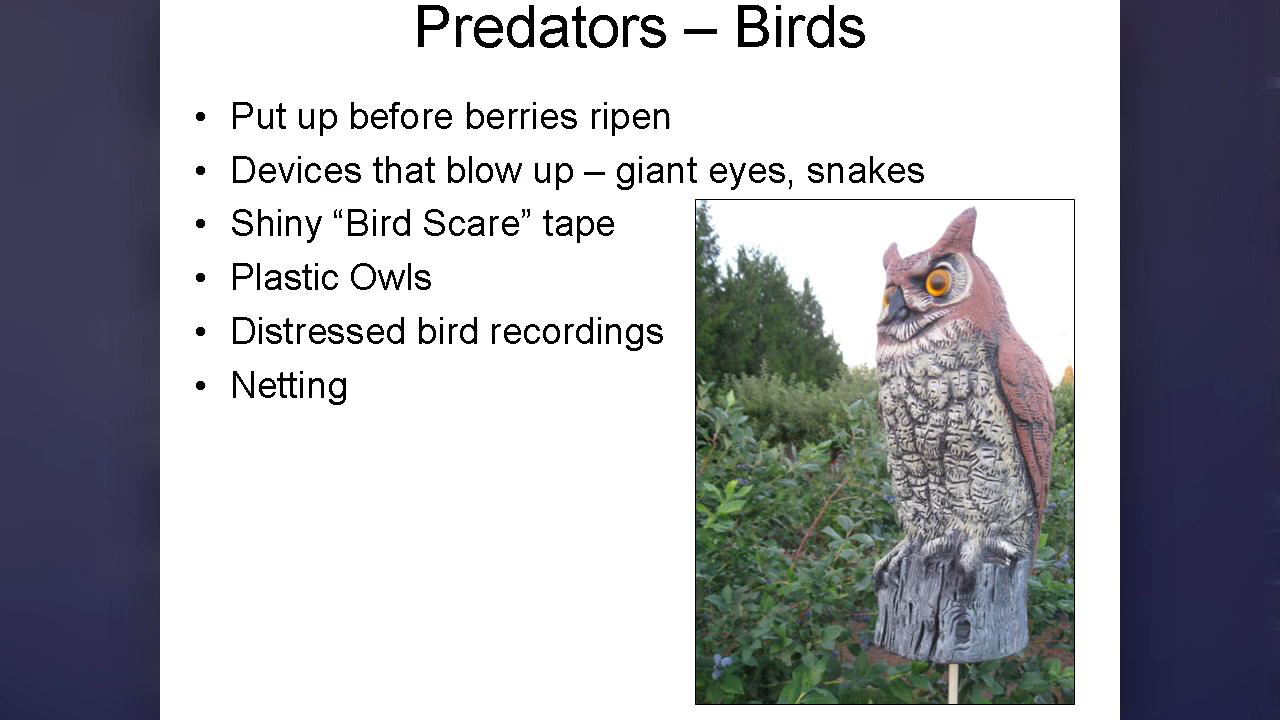 Predators – Birds
• Put up before berries ripen
• Devices that blow up – giant eyes, snakes
• Shiny “Bird Scare” tape
• Plastic Owls
• Distressed bird recordings
• Netting